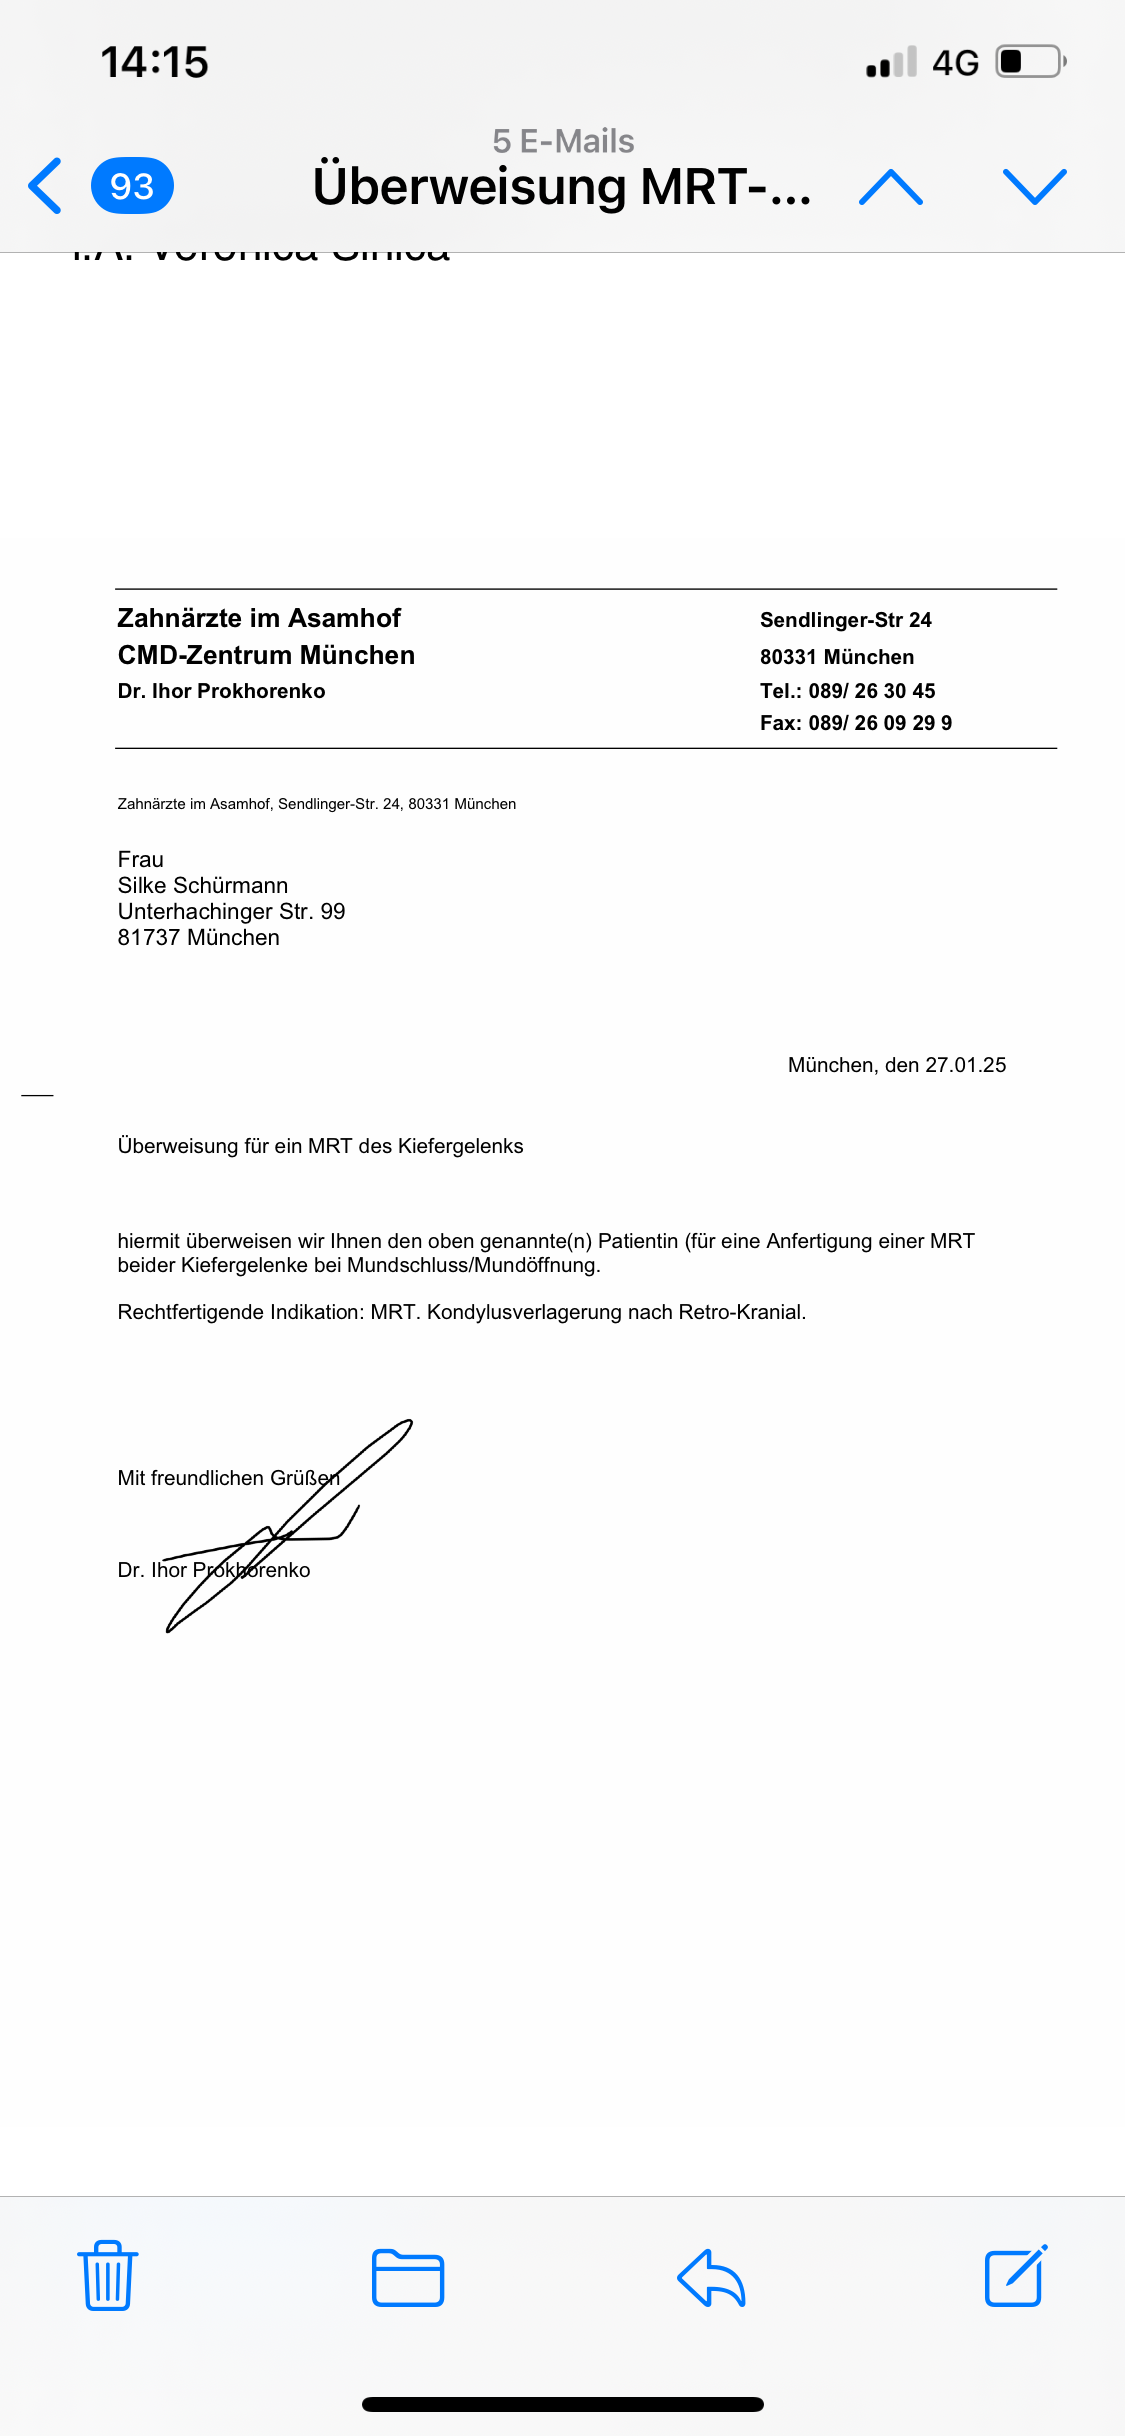 14:15
4G
5 E-Mails
93
Überweisung MRT-...
i.A. Veronica
Zahnärzte im Asamhof
Sendlinger-Str 24
CMD-Zentrum München
80331 München
Dr. Ihor Prokhorenko
Tel.: 089/ 26 30 45
Fax: 089/ 26 09 29 9
Zahnärzte im Asamhof, Sendlinger-Str. 24, 80331 München
Frau
Silke Schürmann
Unterhachinger Str. 99
81737 München
München, den 27.01.25
Überweisung für ein MRT des Kiefergelenks
hiermit überweisen wir Ihnen den oben genannte(n) Patientin (für eine Anfertigung einer MRT
beider Kiefergelenke bei Mundschluss/Mundöffnung.
Rechtfertigende Indikation: MRT. Kondylusverlagerung nach Retro-Kranial.
Mit freundlichen Grüßen
Dr. Ihor Prokhorenko